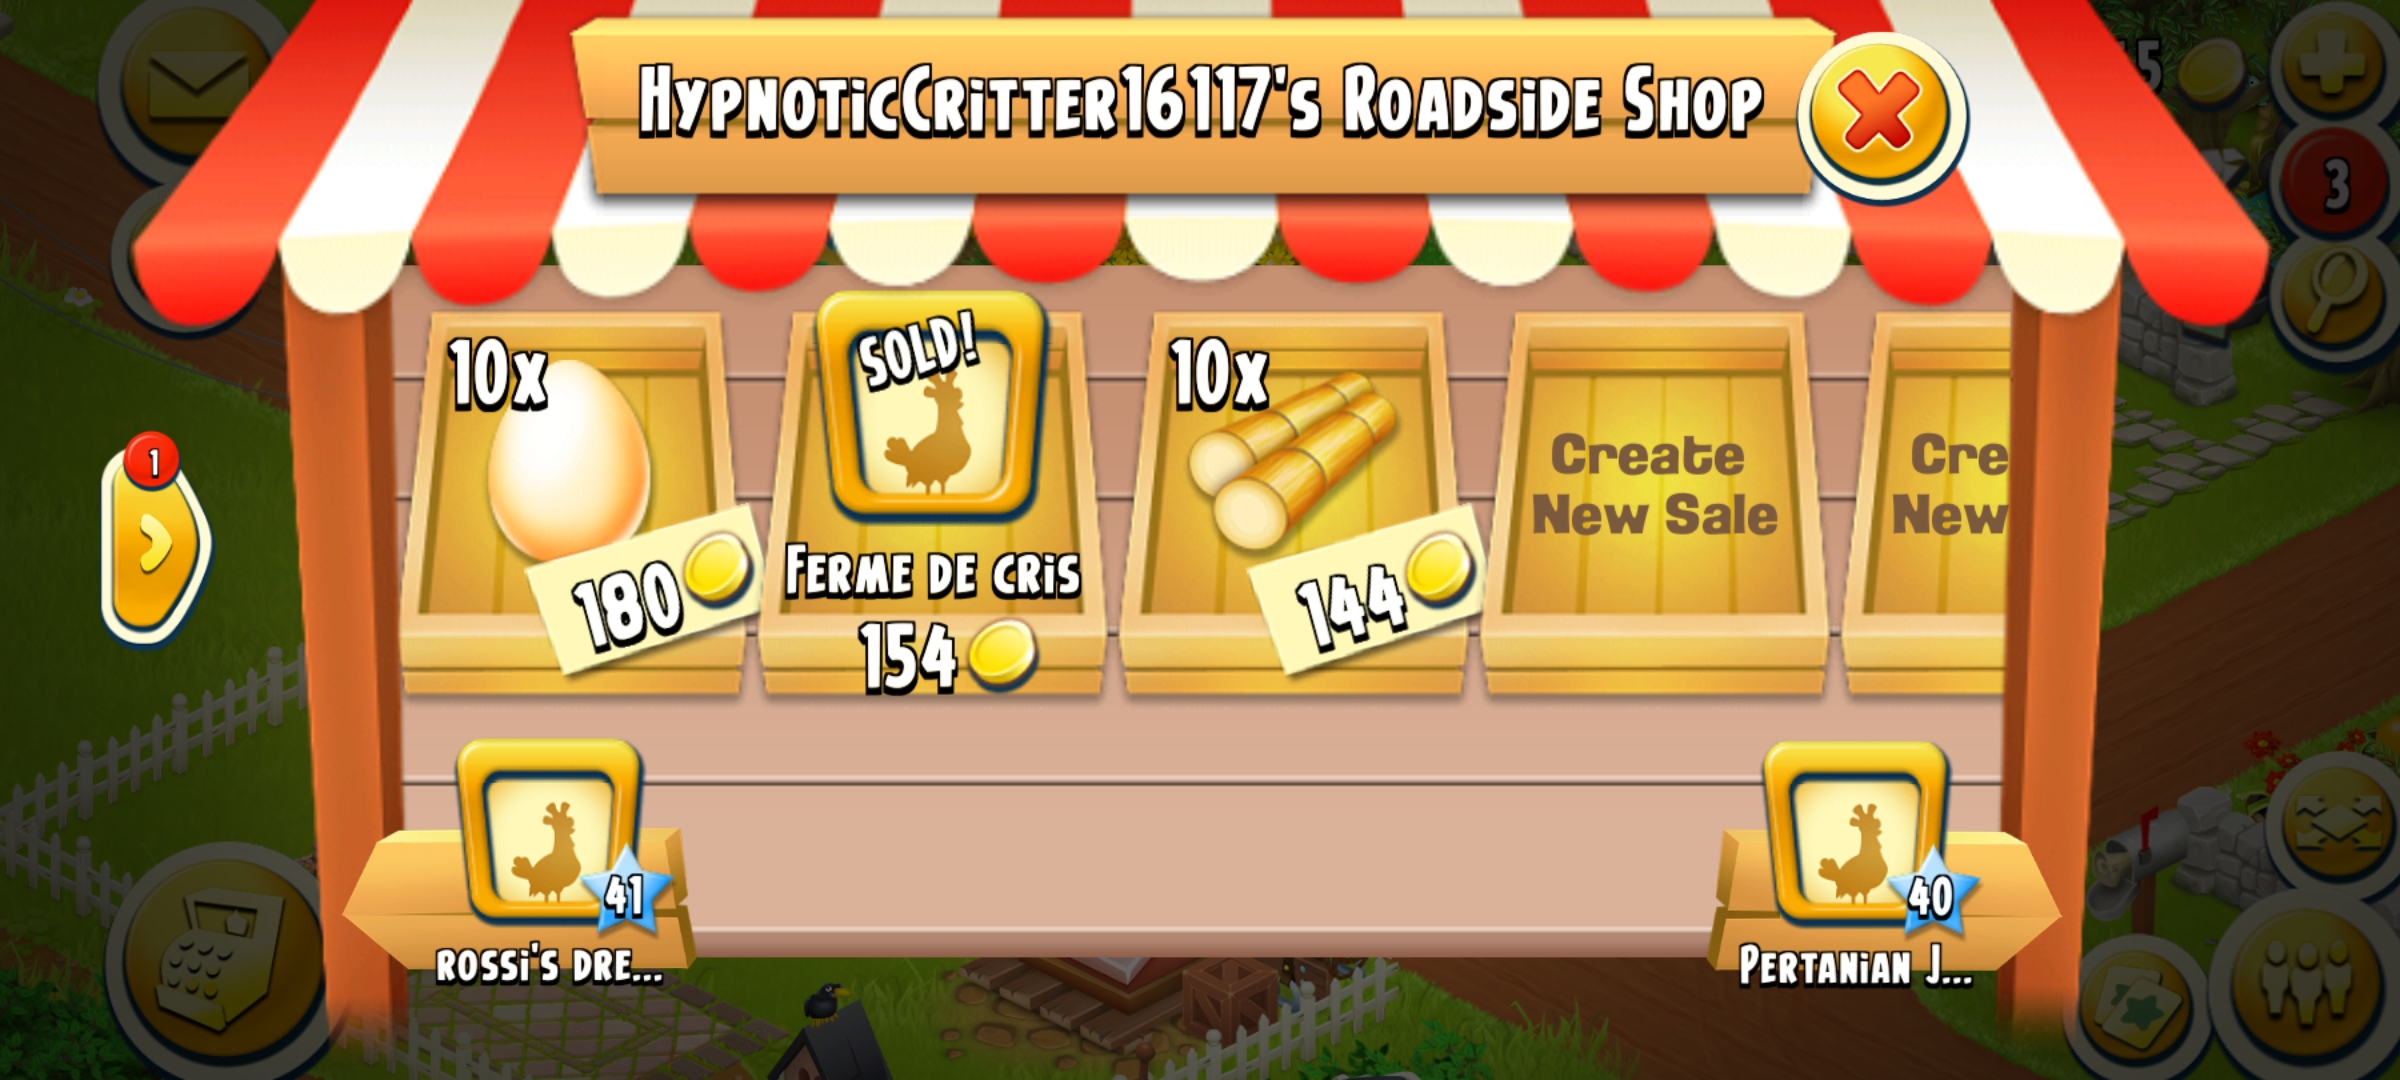 HypnoticCritter16117's Roadside Shop
5
3
1
10x
180
SOLD!
Ferme de cris
154
10x
144
Create
New Sale
Cre
New
41
Rossi's Dre...
40
Pertanian J...